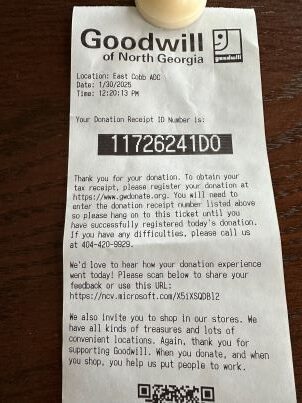 Goodwill
of North Georgia
goodwill
Location: East Cobb ADC
Date: 1/30/2025
Time: 12:20:13 PM
Your Donation Receipt ID Number is:
11726241DO
Thank you for your donation. To obtain your
tax receipt, please register your donation at
https://www.gwdonate.org. You will need to
enter the donation receipt number listed above
so please hang on to this ticket until you
have successfully registered today's donation.
If you have any difficulties, please call us
at 404-420-9929.
We'd love to hear how your donation experience
went today! Please scan below to share your
feedback or use this URL:
https://ncv.microsoft.com/X5iXSQDBl2
We also invite you to shop in our stores. We
have all kinds of treasures and lots of
convenient locations. Again, thank you for
supporting Goodwill. When you donate, and when
you shop, you help us put people to work.